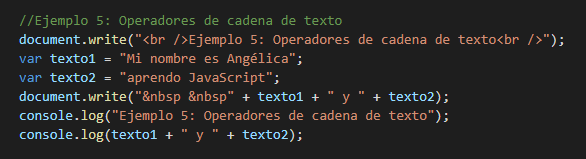 //Ejemplo 5: Operadores de cadena de texto
document.write("<br />Ejemplo 5: Operadores de cadena de texto<br />");
var texto1 = "Mi nombre es Angélica";
var texto2 = "aprendo JavaScript";
document.write("&nbsp &nbsp" + texto1 + " y " + texto2);
console.log("Ejemplo 5: Operadores de cadena de texto");
console.log(texto1 + " y " + texto2);